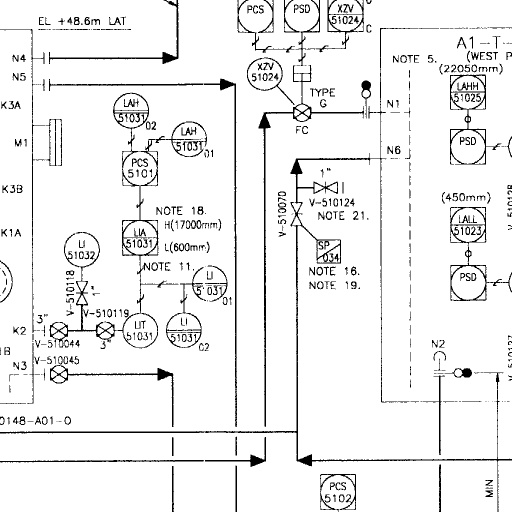 EL +48.6m LAT
PCS
PSD
XZV
51024
C
N4
N5
K3A
M1
K3B
K1A
K2
N3
LAH
51031
02
LAH
51031
01
PCS
5101
LIA
51031
NOTE 18.
H(17000mm)
L(600mm)
NOTE 11.
LI
51032
V-510118
1"
V-510119
3"
3"
V-510044
V-510045
LIT
51031
LI
51031
01
LI
51031
02
XZV
51024
TYPE
G
FC
N1
N6
1"
V-510124
NOTE 21.
V-510070
SP
034
NOTE 16.
NOTE 19.
A1-T-
(WEST P
NOTE 5.
(22050mm)
LAHH
51025
PSD
(450mm)
LALL
51023
PSD
N2
0148-A01-0
PCS
5102
MIN